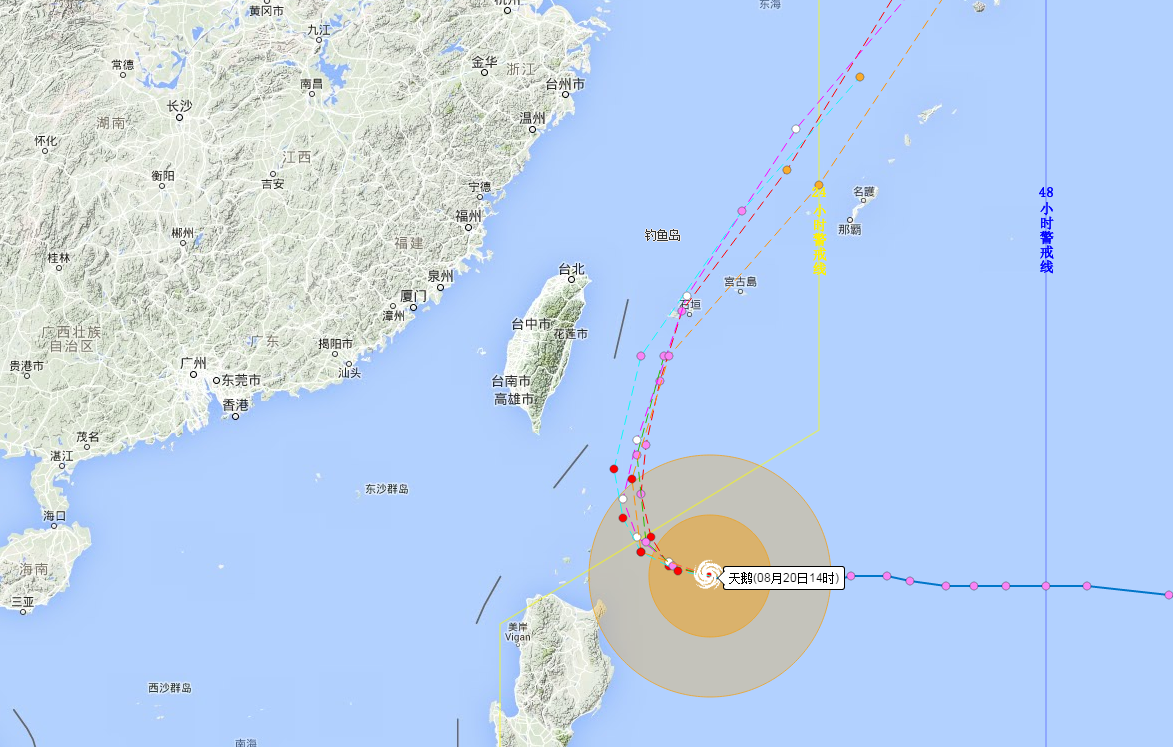 杭州
东海
黄冈市
九江
常德
金华
浙江
南昌
台州市
长沙
湖南
温州
怀化
江西
衡阳
吉安
宁德
名護
48
小
时
警
戒
线
24
小
时
警
戒
线
福州
那覇
郴州
钓鱼岛
福建
桂林
泉州
台北
宮古島
厦门
石垣
漳州
台中市
花莲市
广西壮族
自治区
广东
揭阳市
贵港市
广州
汕头
东莞市
台南市
香港
高雄市
茂名
湛江
东沙群岛
海口
海南
天鹅(08月20日14时)
三亚
美岸
Vigan
西沙群岛
南海